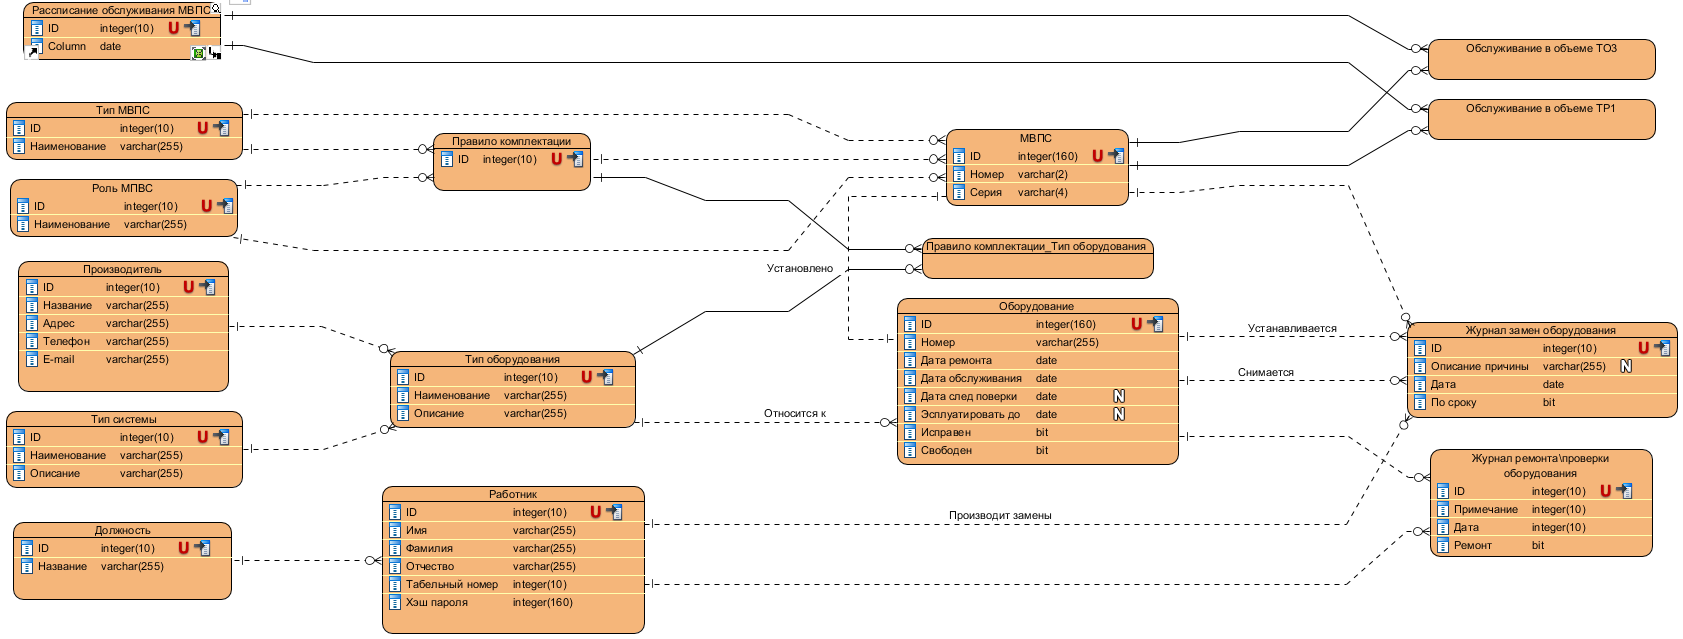 Рассписание обслуживания МВПС
ID integer(10) U
Column date
Обслуживание в объеме ТО3
Обслуживание в объеме ТР1
Тип МВПС
ID integer(10) U
Наименование varchar(255)
Правило комплектации
ID integer(10) U
МВПС
ID integer(160) U
Номер varchar(2)
Серия varchar(4)
Роль МПВС
ID integer(10) U
Наименование varchar(255)
Правило комплектации_Тип оборудования
Установлено
Производитель
ID integer(10) U
Название varchar(255)
Адрес varchar(255)
Телефон varchar(255)
E-mail varchar(255)
Оборудование
ID integer(160) U
Номер varchar(255)
Дата ремонта date
Дата обслуживания date
Дата след поверки date N
Эсплуатировать до date N
Исправен bit
Свободен bit
Устанавливается
Снимается
Журнал замен оборудования
ID integer(10) U
Описание причины varchar(255) N
Дата date
По сроку bit
Тип оборудования
ID integer(10) U
Наименование varchar(255)
Описание varchar(255)
Относится к
Тип системы
ID integer(10) U
Наименование varchar(255)
Описание varchar(255)
Журнал ремонта\проверки
оборудования
ID integer(10) U
Примечание integer(10)
Дата integer(10)
Ремонт bit
Работник
ID integer(10) U
Имя varchar(255)
Фамилия varchar(255)
Отчество varchar(255)
Табельный номер integer(10)
Хэш пароля integer(160)
Производит замены
Должность
ID integer(10) U
Название varchar(255)